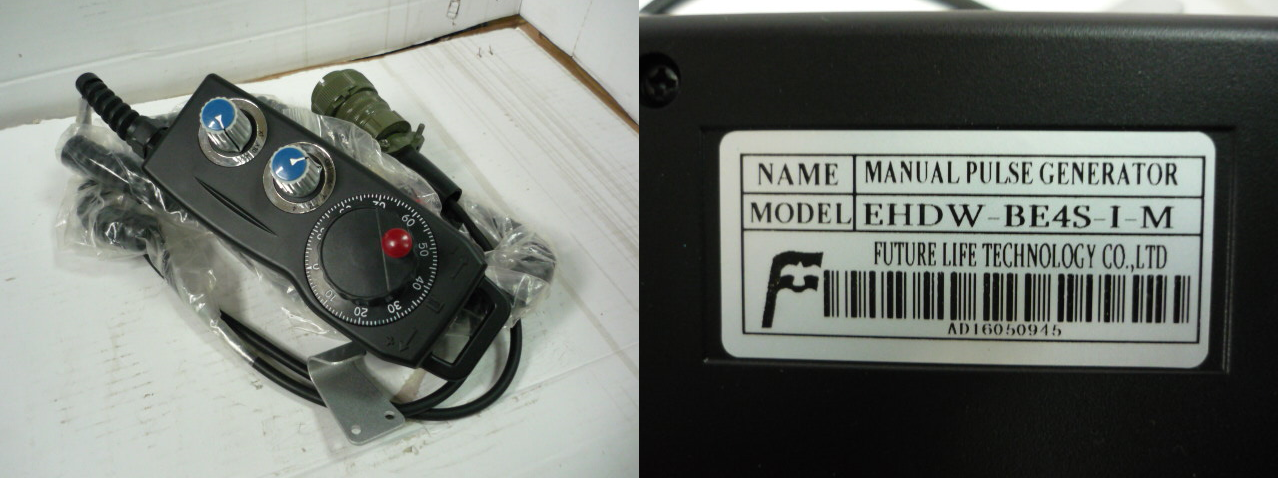 60
50
40
30
20
10
0
NAME MANUAL PULSE GENERATOR
MODEL EHDW-BE4S-I-M
FUTURE LIFE TECHNOLOGY CO.,LTD
AD16050945